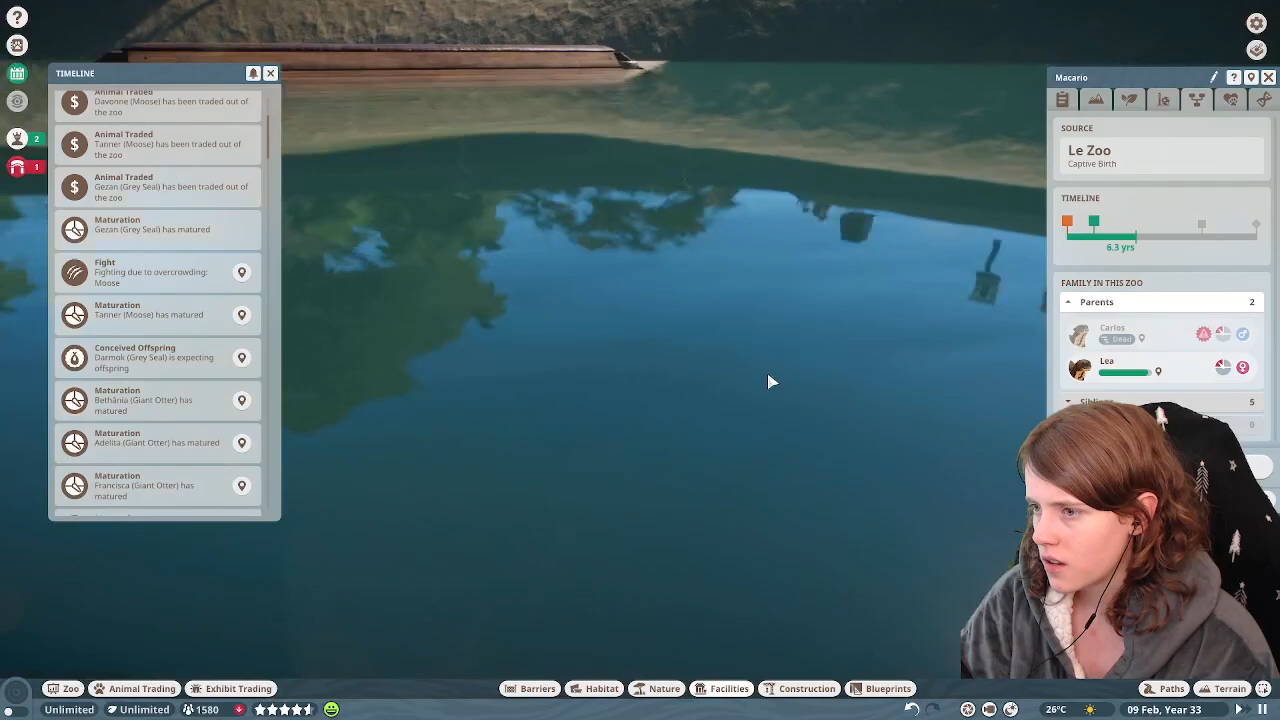 TIMELINE
Animal Traded
Davonne (Moose) has been traded out of
the zoo
Animal Traded
Tanner (Moose) has been traded out of
the zoo
Animal Traded
Gezan (Grey Seal) has been traded out of
the zoo
Maturation
Gezan (Grey Seal) has matured
Fight
Fighting due to overcrowding:
Moose
Maturation
Tanner (Moose) has matured
Conceived Offspring
Darmok (Grey Seal) is expecting
offspring
Maturation
Bethânia (Giant Otter) has
matured
Maturation
Adelita (Giant Otter) has matured
Maturation
Francisca (Giant Otter) has
matured
2
1
Macario
SOURCE
Le Zoo
Captive Birth
TIMELINE
6.3 yrs
FAMILY IN THIS ZOO
Parents 2
Carlos
Dead
Lea
5
0
Zoo
Animal Trading
Exhibit Trading
Barriers
Habitat
Nature
Facilities
Construction
Blueprints
Paths
Terrain
Unlimited
Unlimited
1580
26°C
09 Feb, Year 33